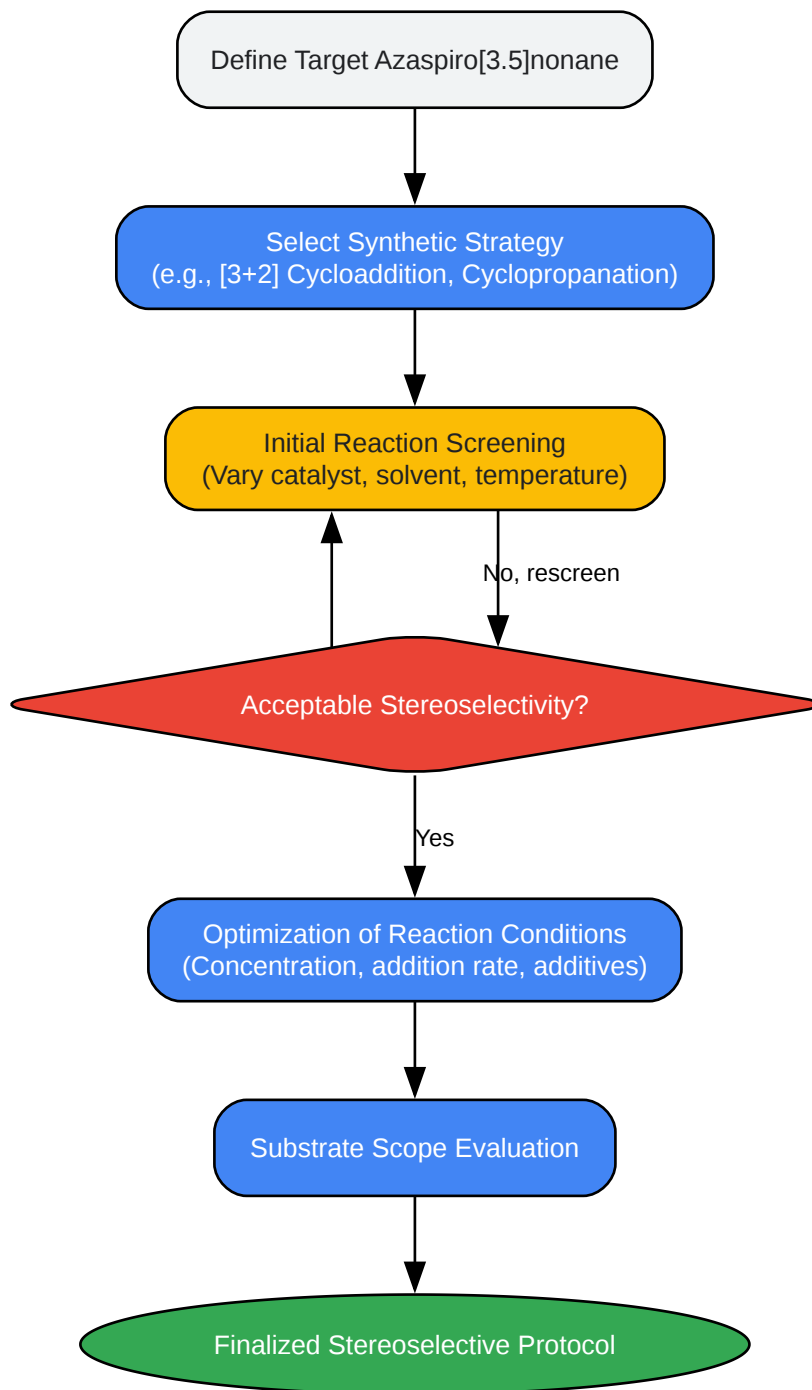 Define Target Azaspiro[3.5]nonane
Select Synthetic Strategy
(e.g., [3+2] Cycloaddition, Cyclopropanation)
Initial Reaction Screening
(Vary catalyst, solvent, temperature)
No, rescreen
Acceptable Stereoselectivity?
Yes
Optimization of Reaction Conditions
(Concentration, addition rate, additives)
Substrate Scope Evaluation
Finalized Stereoselective Protocol